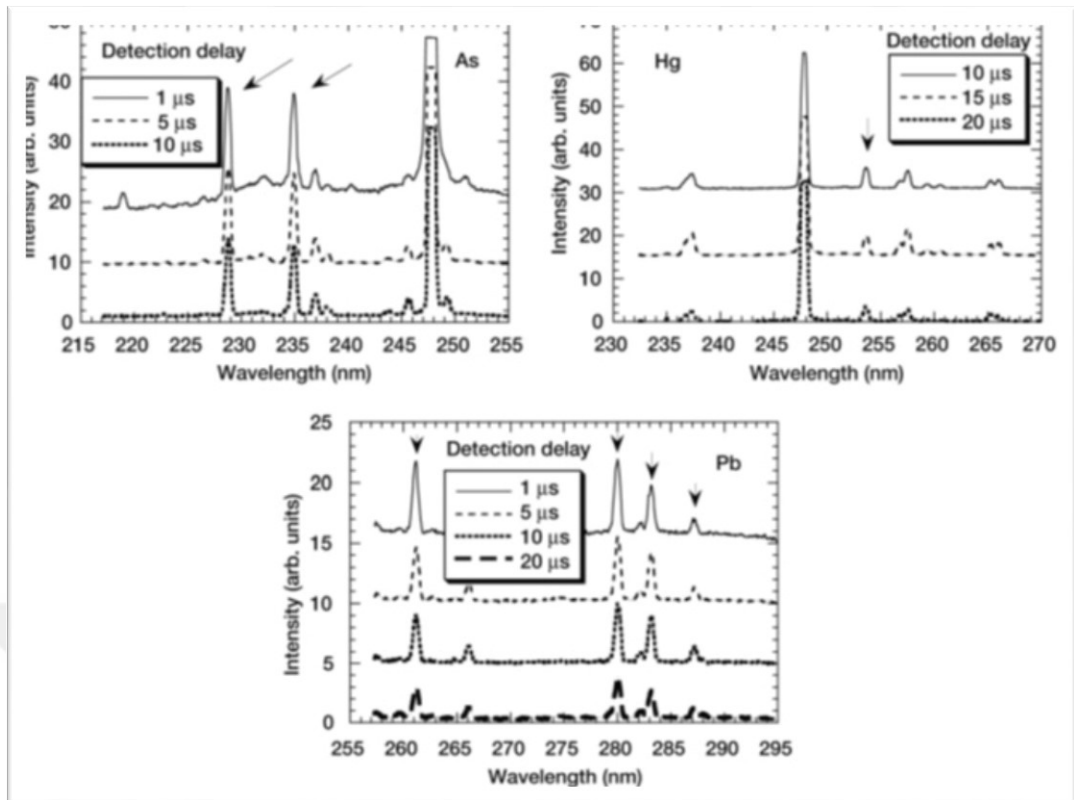 Detection delay
As
1 μs
5 μs
10 μs
Intensity (arb. units)
40
30
20
10
0
215 220 225 230 235 240 245 250 255
Wavelength (nm)
Detection delay
Hg
10 μs
15 μs
20 μs
Intensity (arb. units)
60
50
40
30
20
10
0
230 235 240 245 250 255 260 265 270
Wavelength (nm)
25
Detection delay
Pb
1 μs
5 μs
10 μs
20 μs
Intensity (arb. units)
20
15
10
5
0
255 260 265 270 275 280 285 290 295
Wavelength (nm)